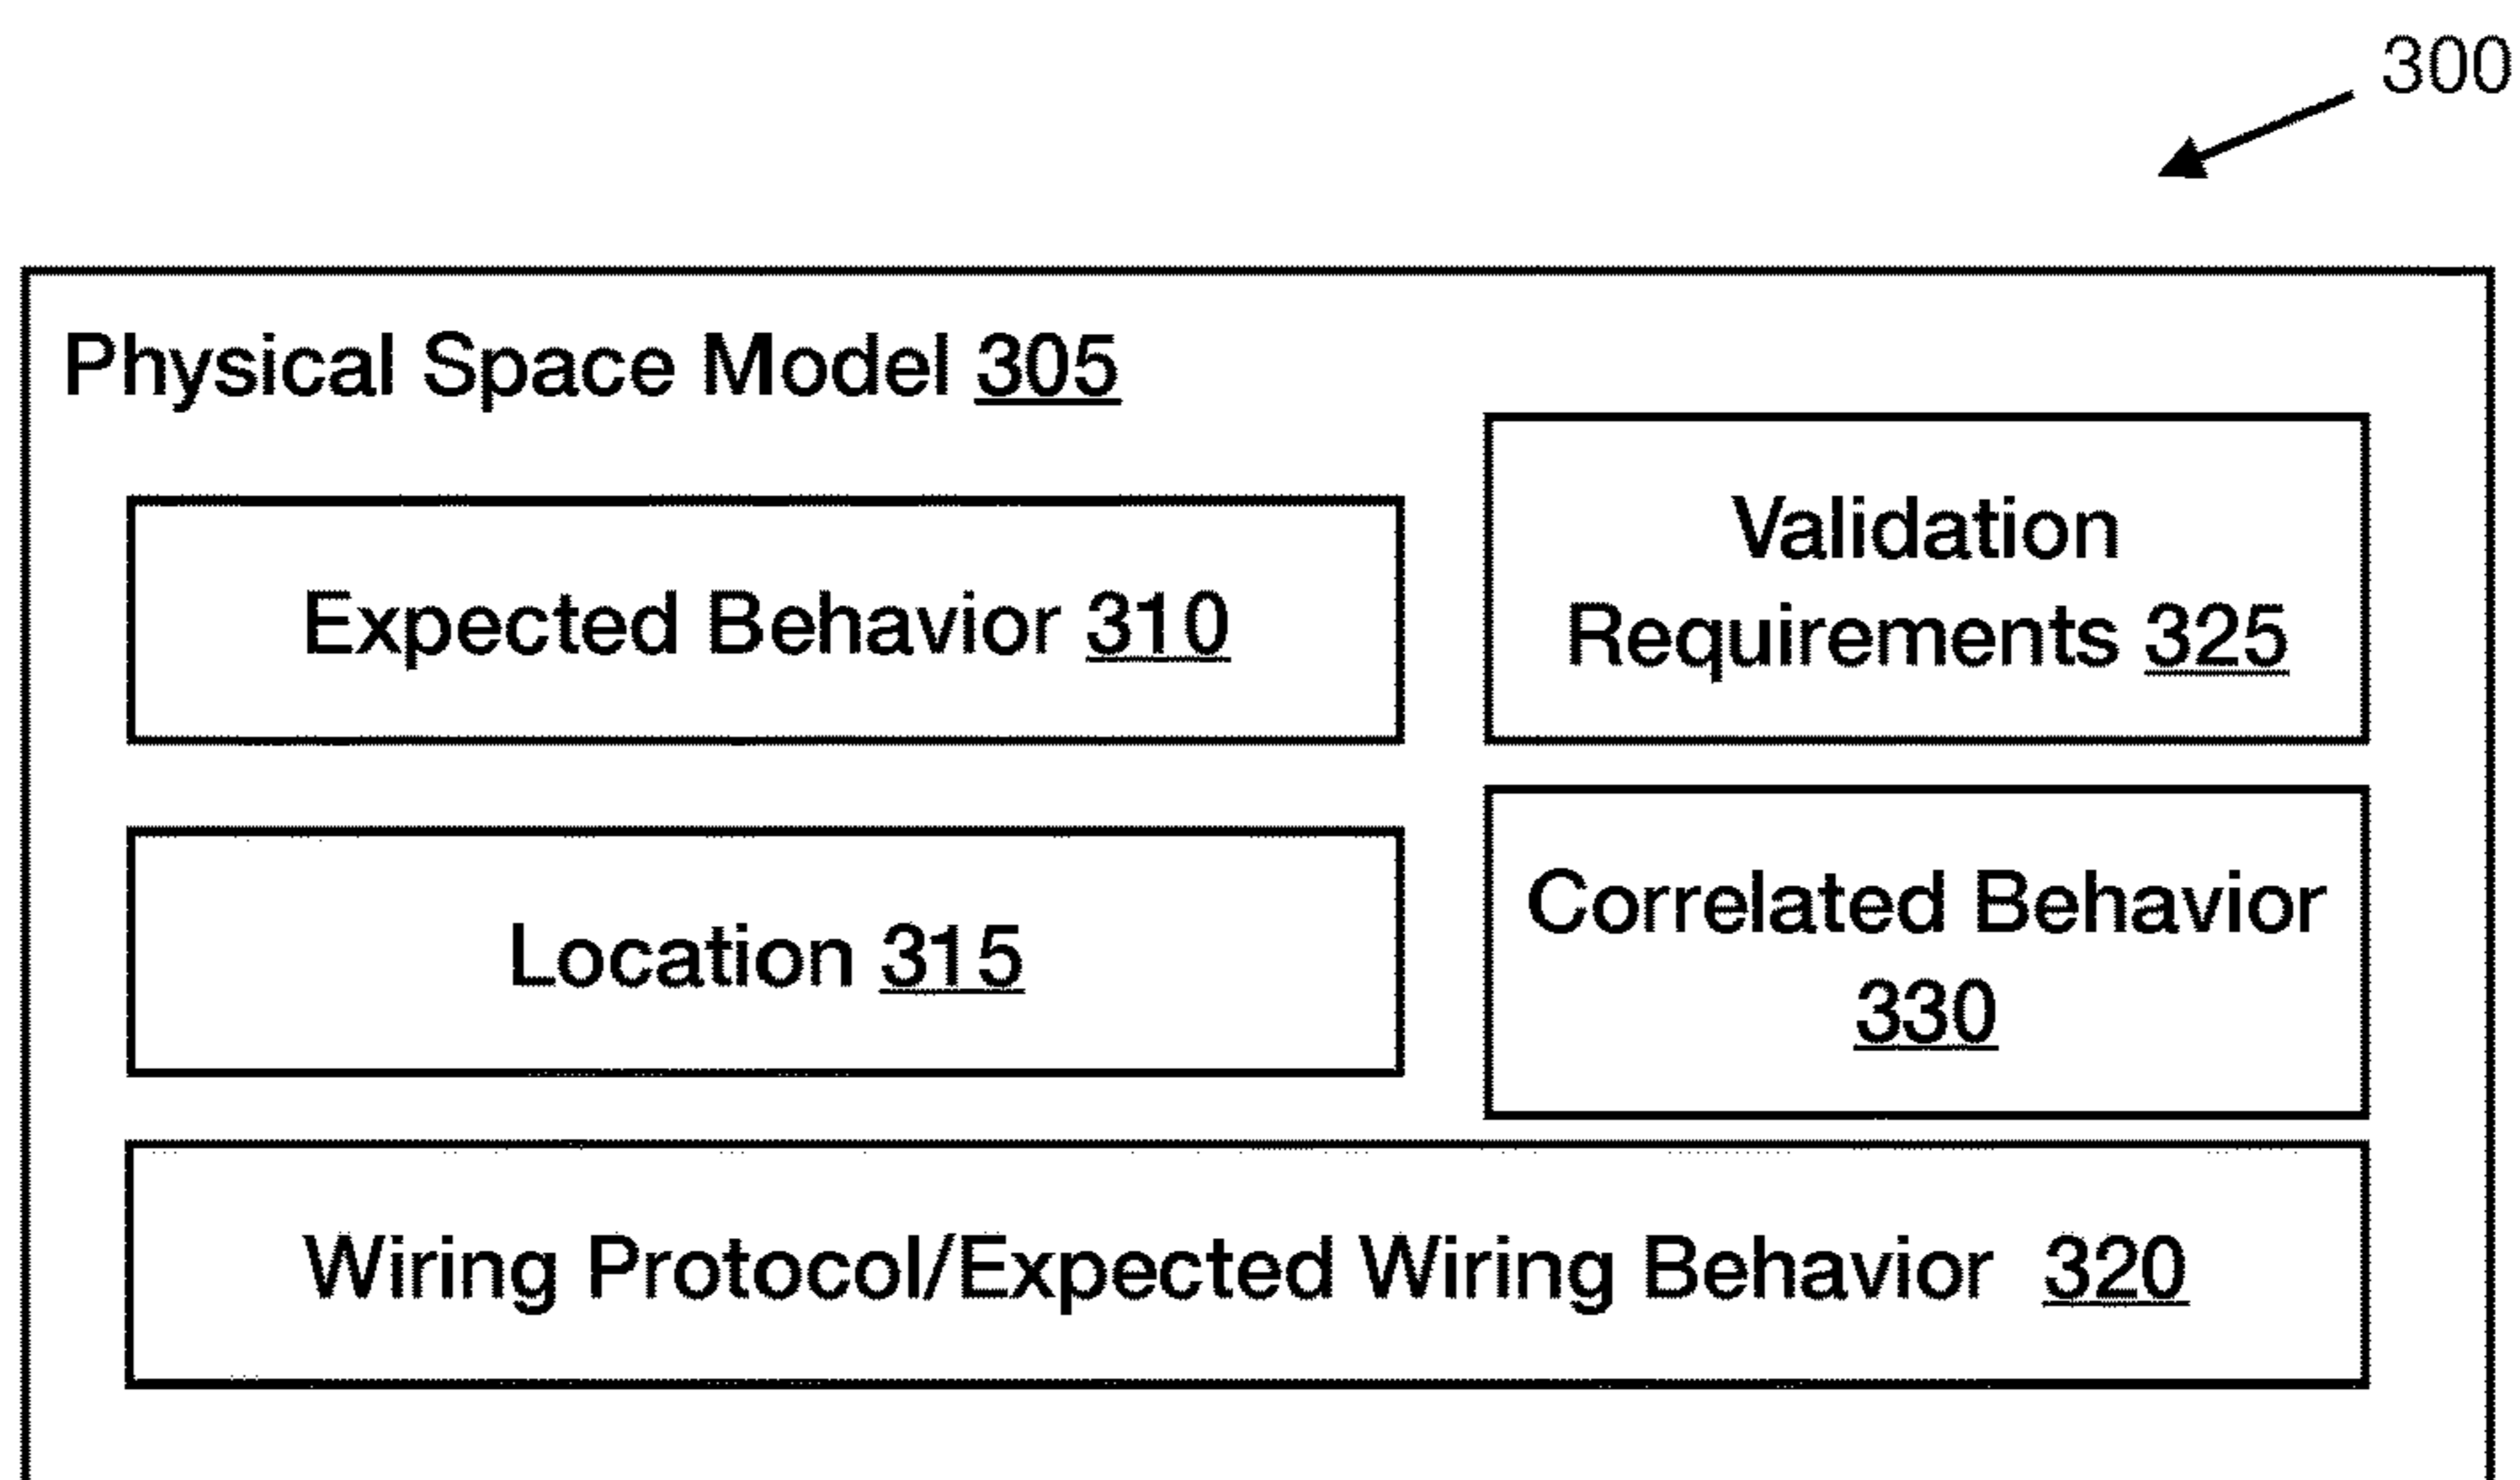 300
Physical Space Model 305
Expected Behavior 310
Validation
Requirements 325
Location 315
Correlated Behavior
330
Wiring Protocol/Expected Wiring Behavior 320